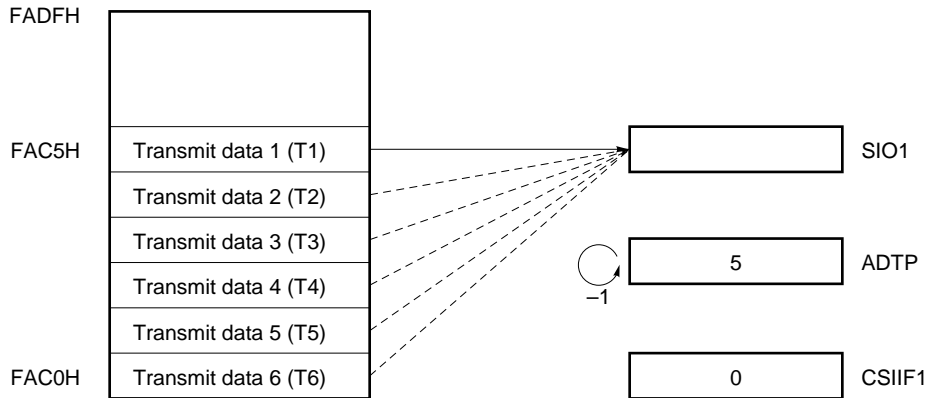 FADFH
FAC5H Transmit data 1 (T1) SIO1
Transmit data 2 (T2)
Transmit data 3 (T3)
5 ADTP
Transmit data 4 (T4)
–1
Transmit data 5 (T5)
FAC0H Transmit data 6 (T6) 0 CSIIF1